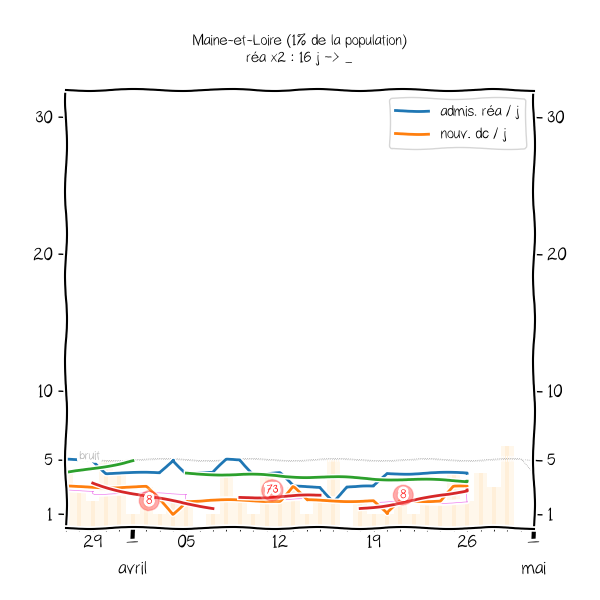 Maine-et-Loire (1% de la population)
réa x2 : 16 j -> _
admis. réa / j
nouv. dc / j
30
30
20
20
10
10
5
5
1
1
bruit
8
73
8
29
05
12
19
26
avril
mai